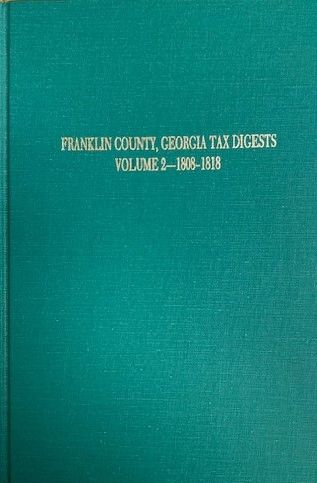 FRANKLIN COUNTY, GEORGIA TAX DIGESTS
VOLUME 2—1808-1818